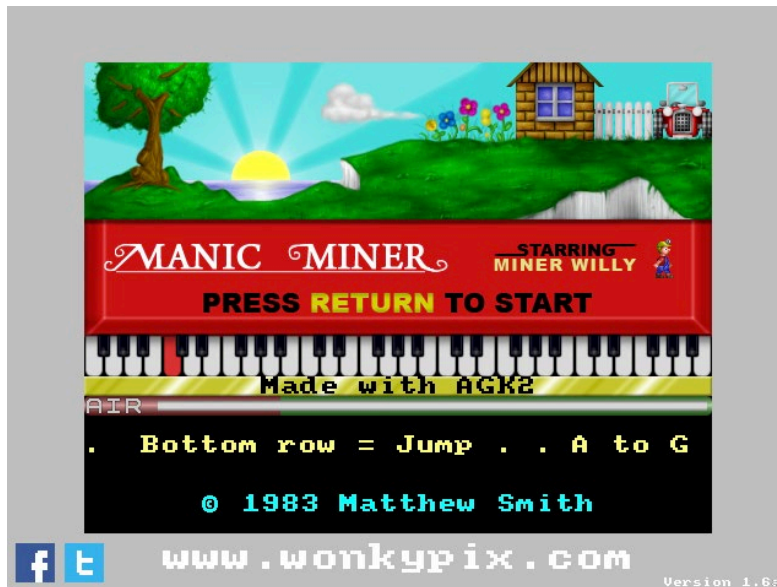 MANIC MINER
STARRING
MINER WILLY
PRESS RETURN TO START
Made with AGK2
AIR
. Bottom row = Jump . . A to G
© 1983 Matthew Smith
www.wonkypix.com
Version